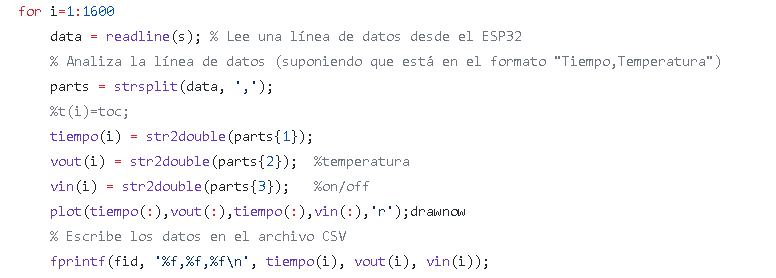 for i=1:1600
data = readline(s); % Lee una línea de datos desde el ESP32
% Analiza la línea de datos (suponiendo que está en el formato "Tiempo,Temperatura")
parts = strsplit(data, ',');
%t(i)=toc;
tiempo(i) = str2double(parts{1});
vout(i) = str2double(parts{2});  %temperatura
vin(i) = str2double(parts{3});   %on/off
plot(tiempo(:),vout(:),tiempo(:),vin(:),'r');drawnow
% Escribe los datos en el archivo CSV
fprintf(fid, '%f,%f,%f\n', tiempo(i), vout(i), vin(i));